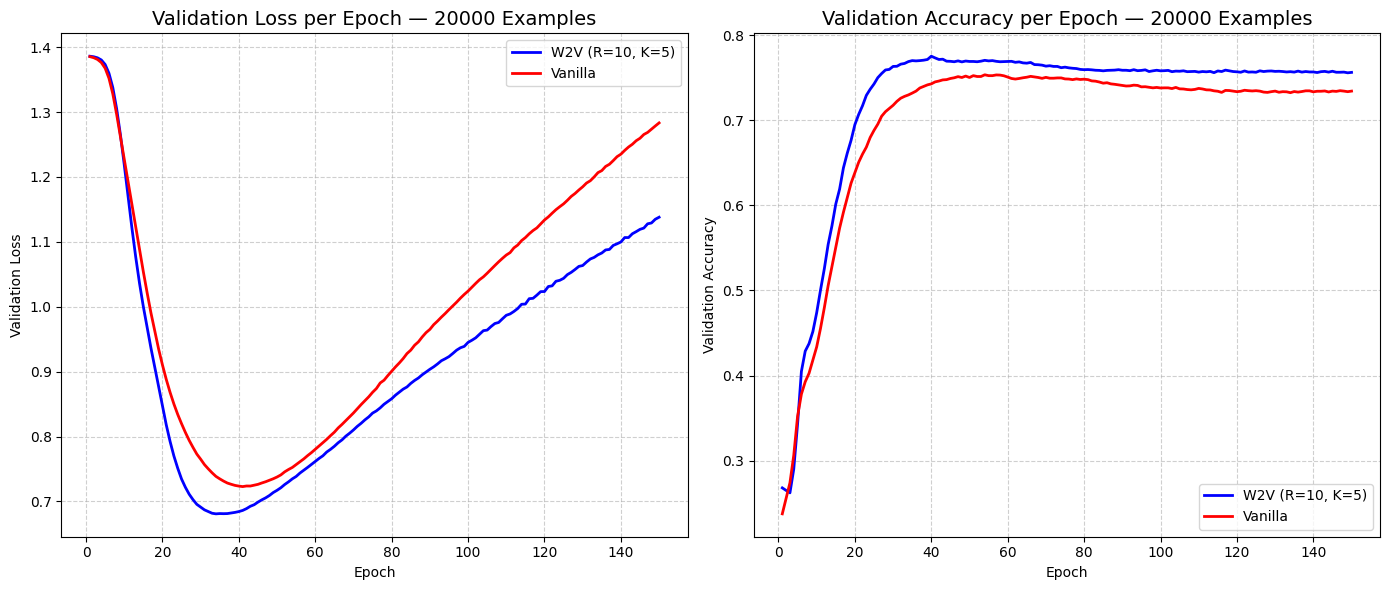 Validation Loss per Epoch — 20000 Examples
W2V (R=10, K=5)
Vanilla
1.4
1.3
1.2
1.1
1.0
0.9
0.8
0.7
Validation Loss
0 20 40 60 80 100 120 140
Epoch
Validation Accuracy per Epoch — 20000 Examples
0.8
0.7
0.6
0.5
0.4
0.3
Validation Accuracy
W2V (R=10, K=5)
Vanilla
0 20 40 60 80 100 120 140
Epoch